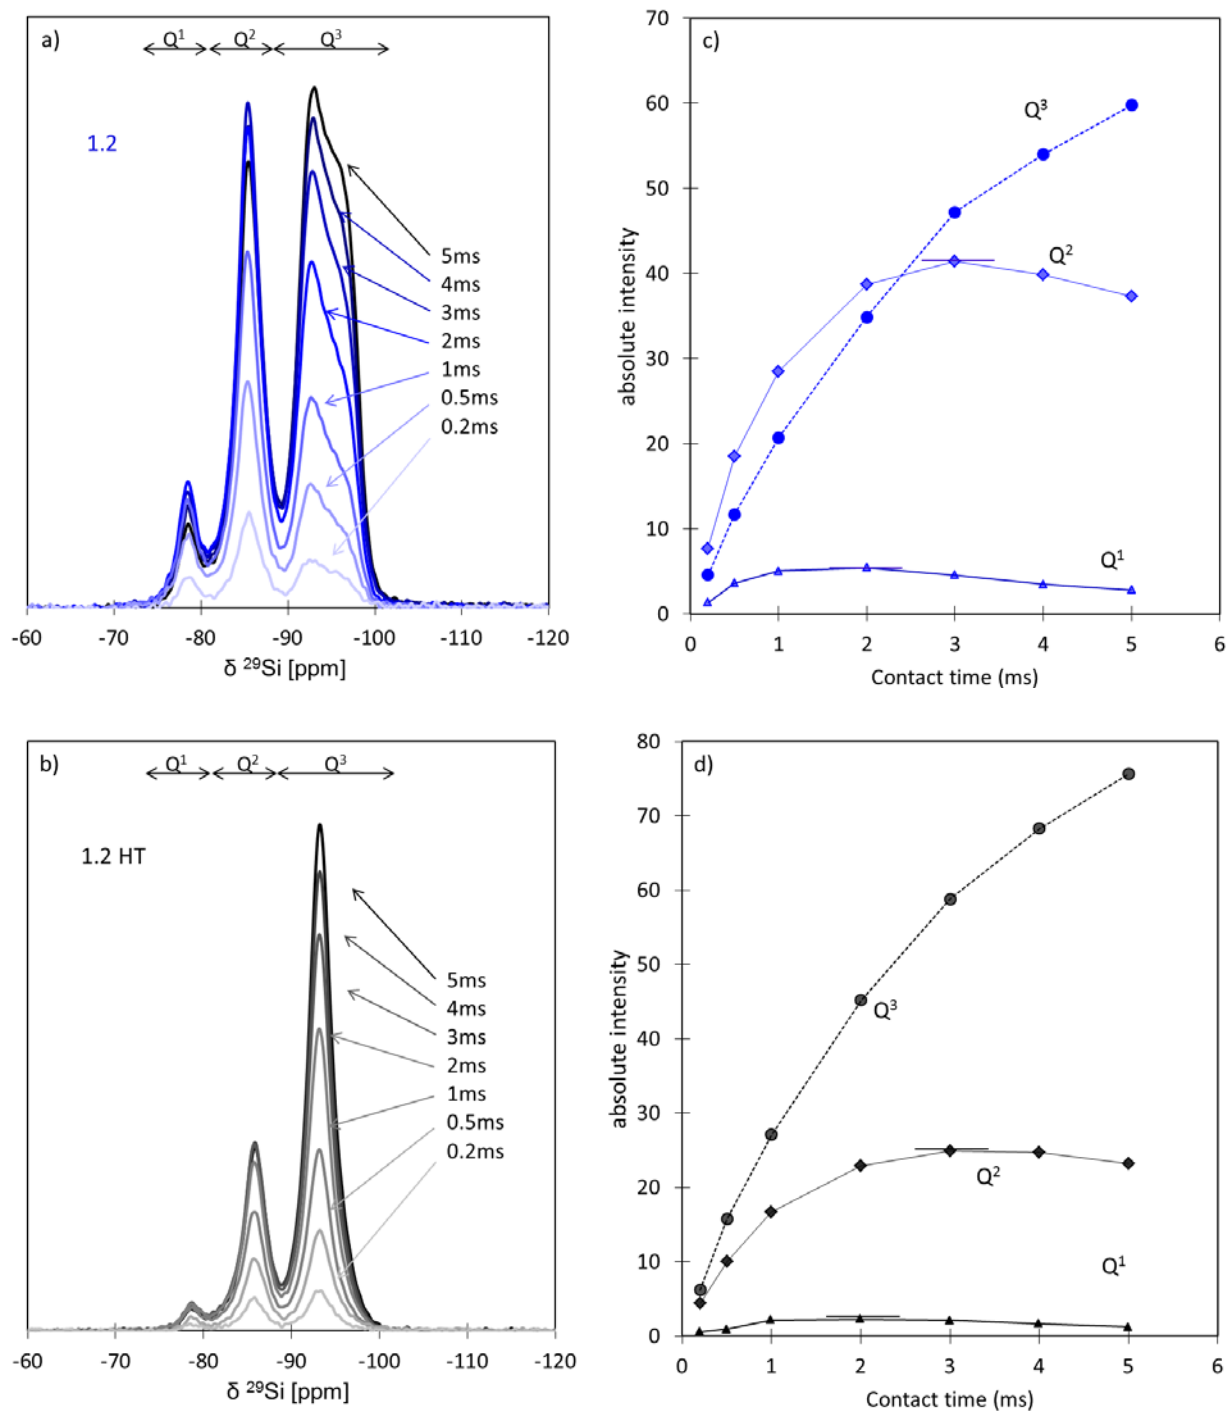 a)
Q1 Q2 Q3
1.2
5ms
4ms
3ms
2ms
1ms
0.5ms
0.2ms
-60 -70 -80 -90 -100 -110 -120
δ 29Si [ppm]
c)
70
60
50
40
30
20
10
0
absolute intensity
Q3
Q2
Q1
0 1 2 3 4 5 6
Contact time (ms)
b)
Q1 Q2 Q3
1.2 HT
5ms
4ms
3ms
2ms
1ms
0.5ms
0.2ms
-60 -70 -80 -90 -100 -110 -120
δ 29Si [ppm]
d)
80
70
60
50
40
30
20
10
0
absolute intensity
Q3
Q2
Q1
0 1 2 3 4 5 6
Contact time (ms)